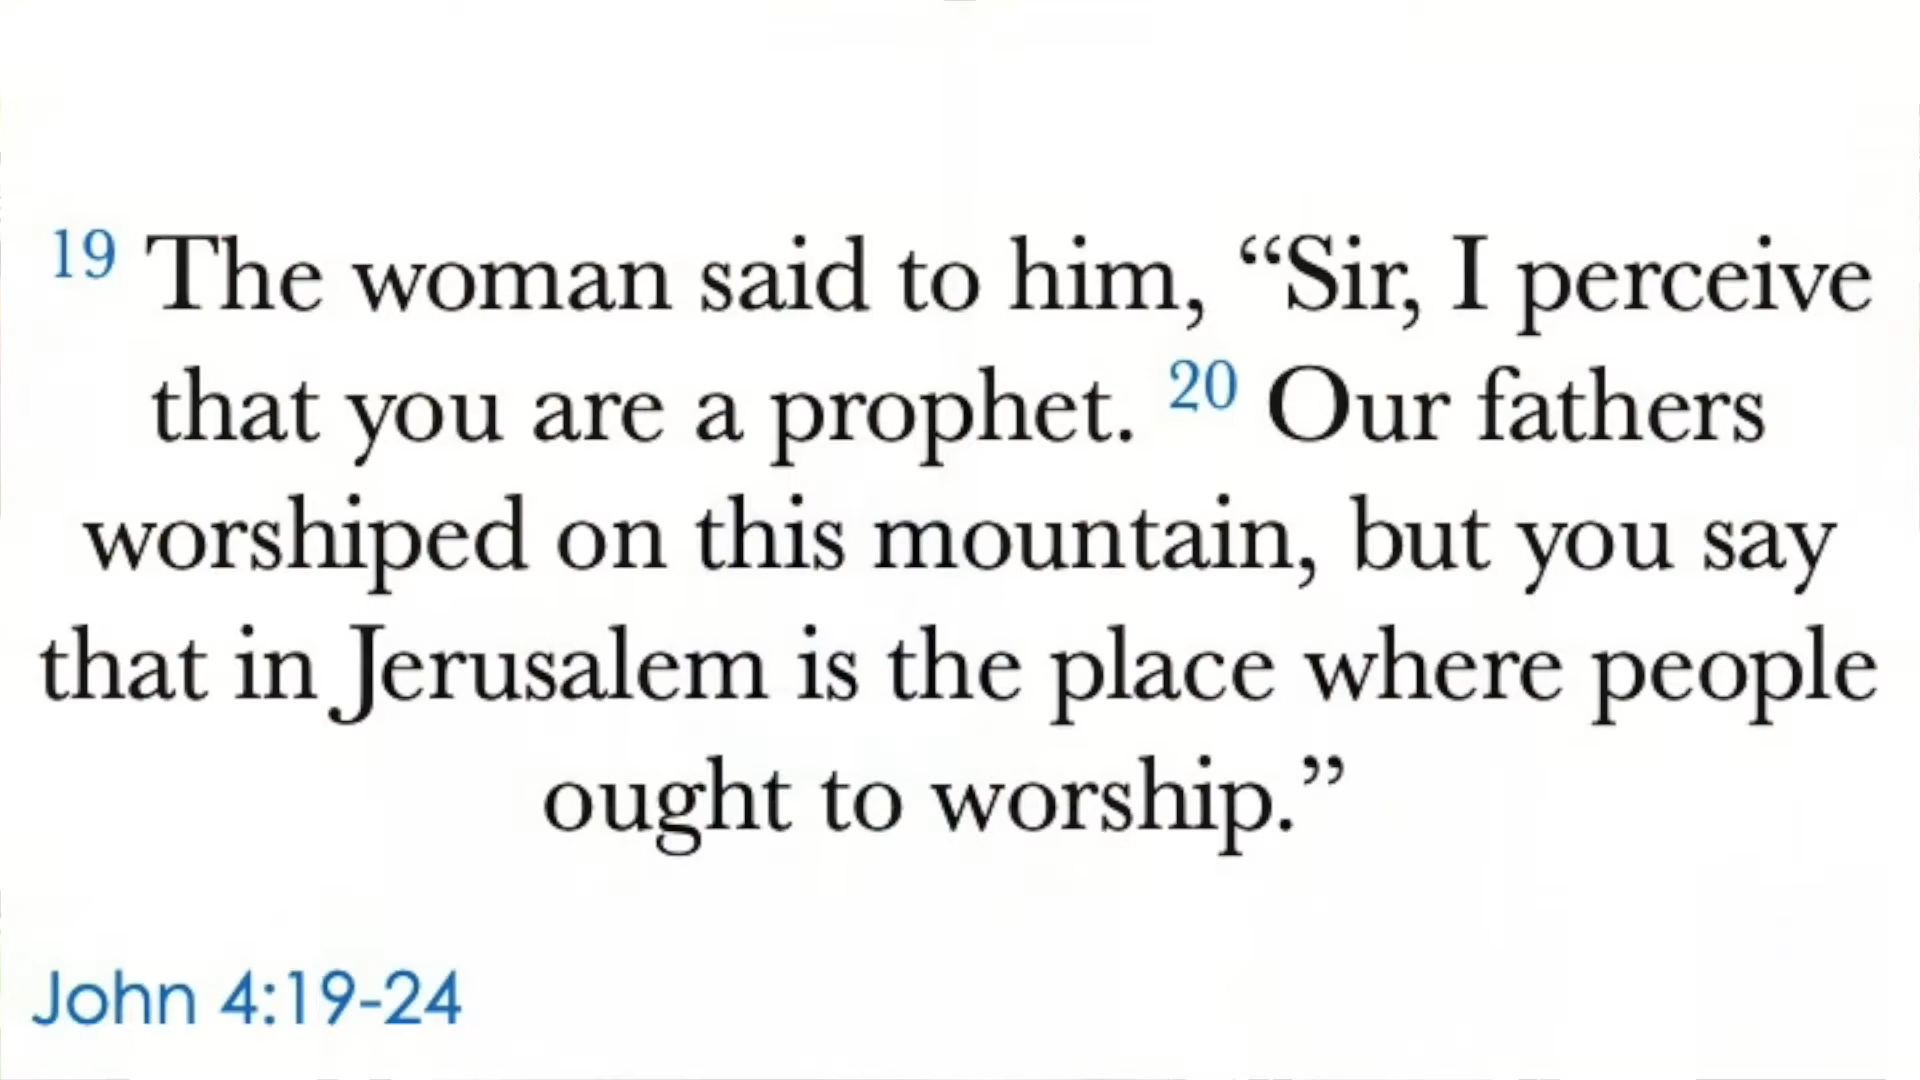 19 The woman said to him, “Sir, I perceive
that you are a prophet. 20 Our fathers
worshiped on this mountain, but you say
that in Jerusalem is the place where people
ought to worship.”
John 4:19-24